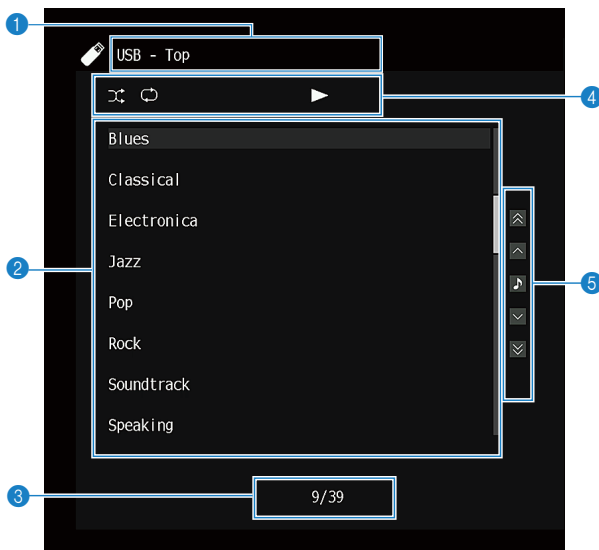 1
USB - Top
4
Blues
Classical
Electronica
Jazz
Pop
Rock
Soundtrack
Speaking
2
5
3
9/39